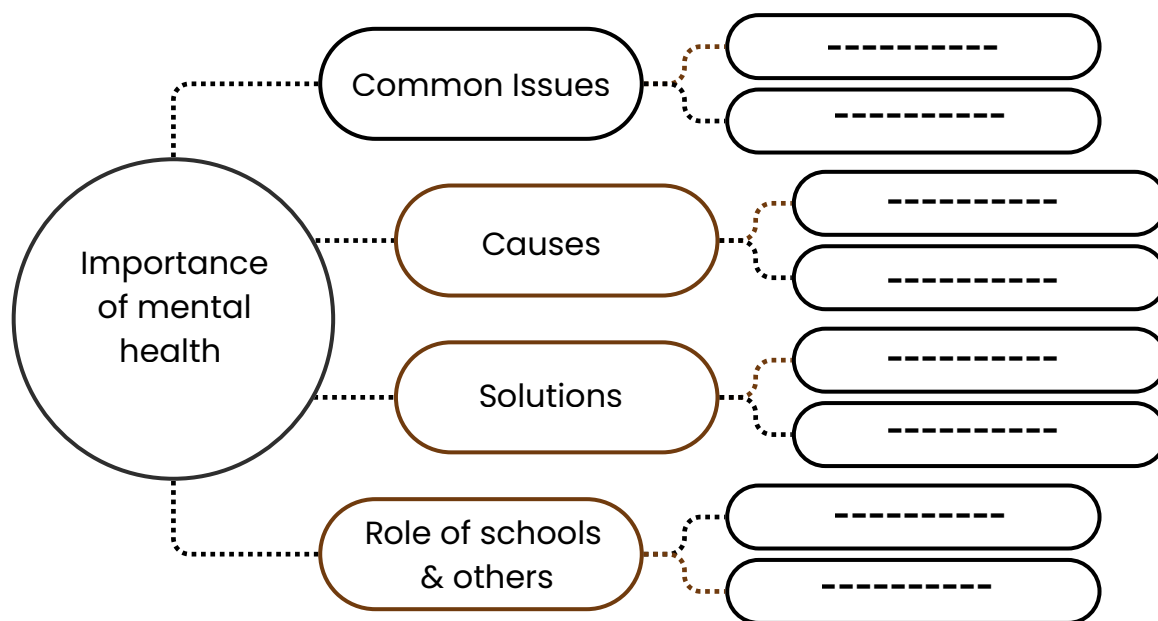 Importance
of mental
health
Common Issues
----------
----------
Causes
----------
----------
Solutions
----------
----------
Role of schools
& others
----------
----------